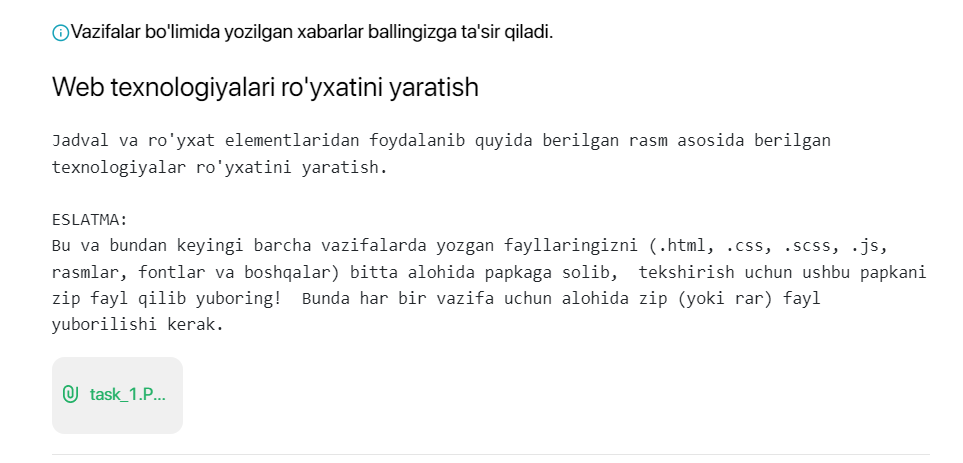 Vazifalar bo'limida yozilgan xabarlar ballingizga ta'sir qiladi.
Web texnologiyalari ro'yxatini yaratish
Jadval va ro'yxat elementlaridan foydalanib quyida berilgan rasm asosida berilgan
texnologiyalar ro'yxatini yaratish.
ESLATMA:
Bu va bundan keyingi barcha vazifalarda yozgan fayllaringizni (.html, .css, .scss, .js,
rasmlar, fontlar va boshqalar) bitta alohida papkaga solib,  tekshirish uchun ushbu papkani
zip fayl qilib yuboring!  Bunda har bir vazifa uchun alohida zip (yoki rar) fayl
yuborilishi kerak.
task_1.P...